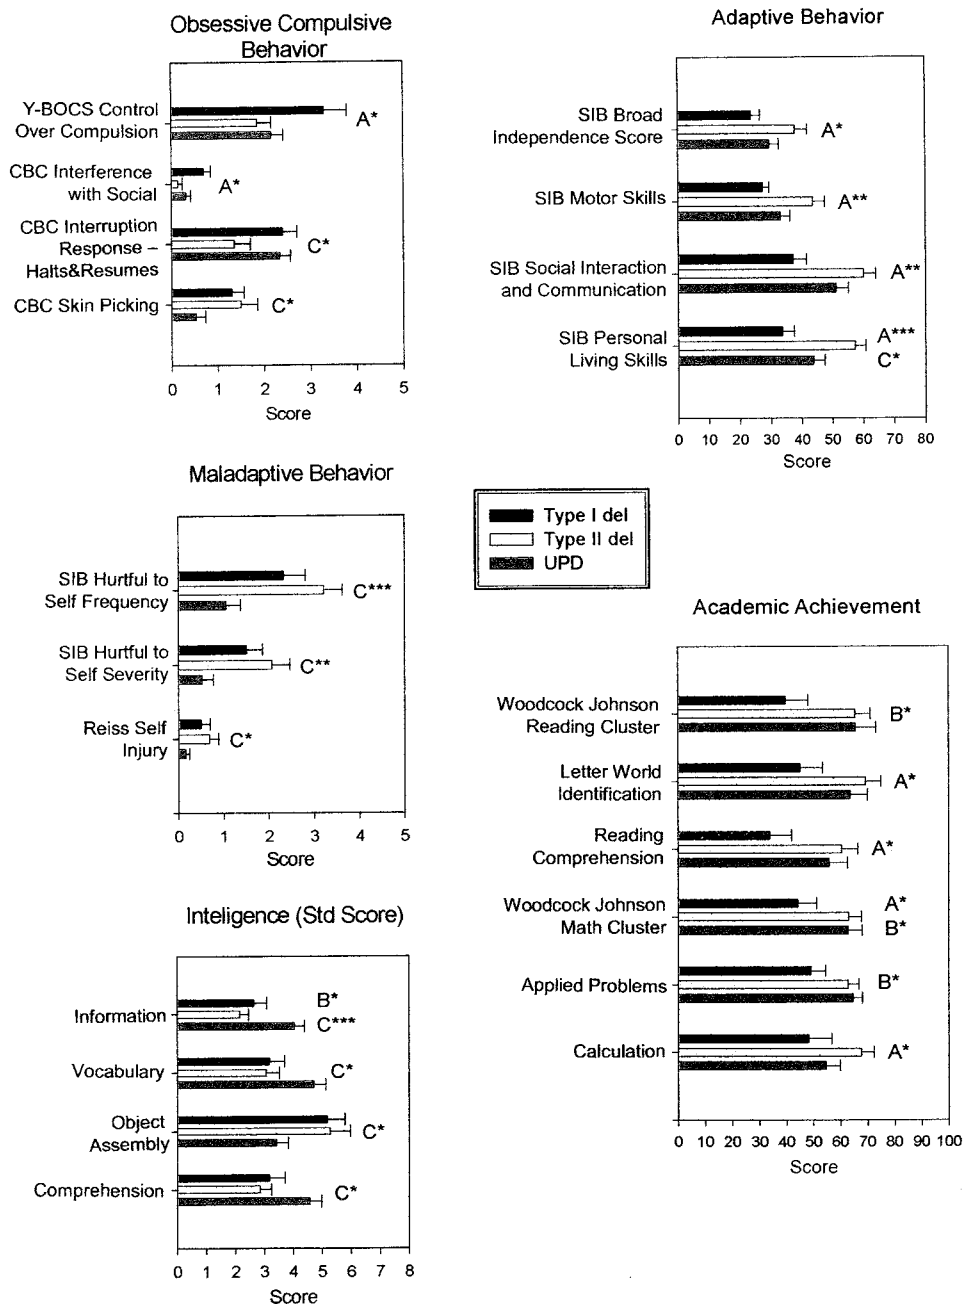 Obsessive Compulsive
Behavior
Y-BOCS Control
Over Compulsion
A*
CBC Interference
with Social
A*
CBC Interruption
Response –
Halts&Resumes
C*
CBC Skin Picking
C*
0 1 2 3 4 5
Score
Adaptive Behavior
SIB Broad
Independence Score
A*
SIB Motor Skills
A**
SIB Social Interaction
and Communication
A**
SIB Personal
Living Skills
A***
C*
0 10 20 30 40 50 60 70 80
Score
Maladaptive Behavior
SIB Hurtful to
Self Frequency
C***
SIB Hurtful to
Self Severity
C**
Reiss Self
Injury
C*
0 1 2 3 4 5
Score
Type I del
Type II del
UPD
Academic Achievement
Woodcock Johnson
Reading Cluster
B*
Letter World
Identification
A*
Reading
Comprehension
A*
Woodcock Johnson
Math Cluster
A*
B*
Applied Problems
B*
Calculation
A*
0 10 20 30 40 50 60 70 80 90 100
Score
Inteligence (Std Score)
Information
B*
C***
Vocabulary
C*
Object
Assembly
C*
Comprehension
C*
0 1 2 3 4 5 6 7 8
Score